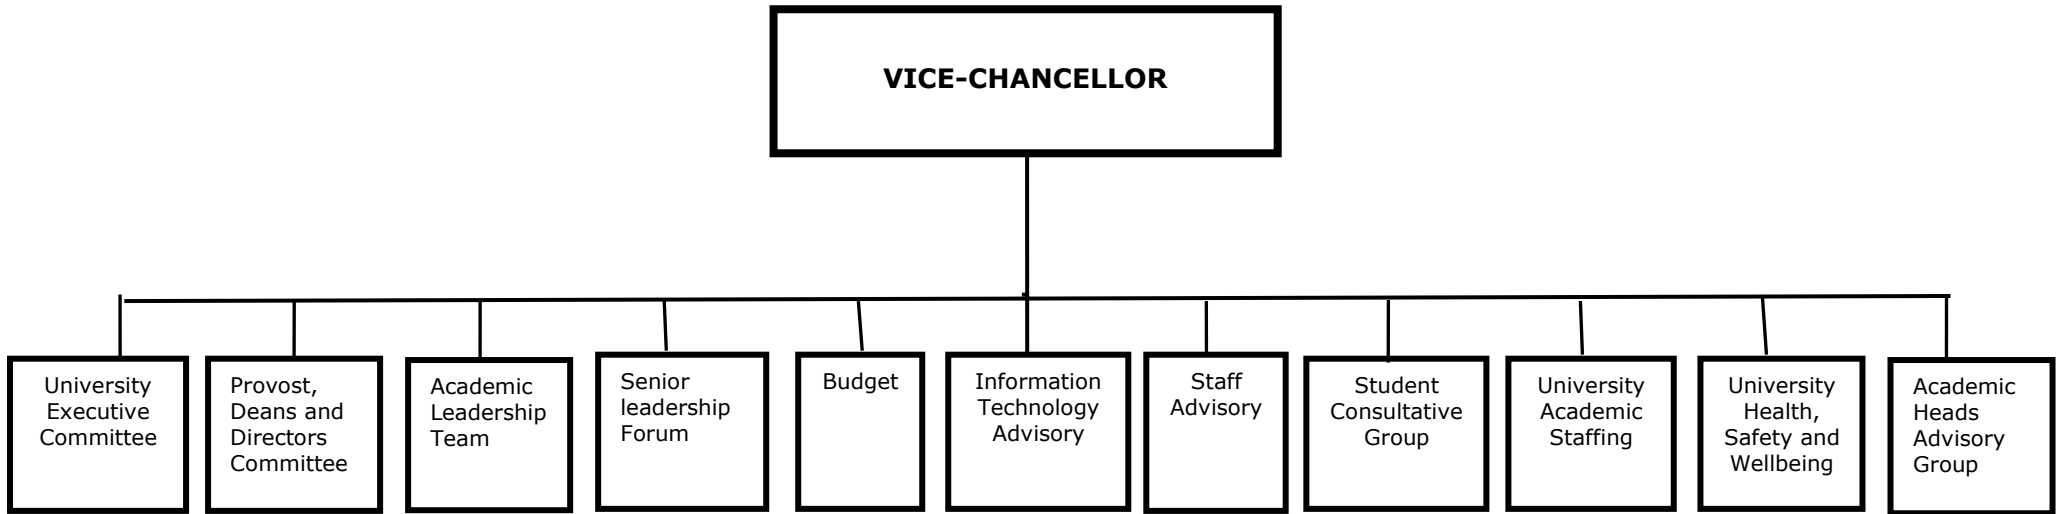 VICE-CHANCELLOR
University
Executive
Committee
Provost,
Deans and
Directors
Committee
Academic
Leadership
Team
Senior
leadership
Forum
Budget
Information
Technology
Advisory
Staff
Advisory
Student
Consultative
Group
University
Academic
Staffing
University
Health,
Safety and
Wellbeing
Academic
Heads
Advisory
Group